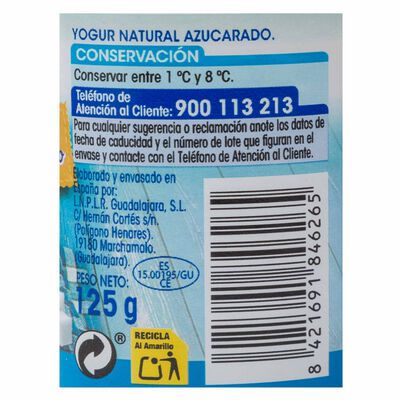 YOGUR NATURAL AZUCARADO.
CONSERVACIÓN
Conservar entre 1 ºC y 8 ºC.
Teléfono de
Atención al Cliente: 900 113 213
Para cualquier sugerencia o reclamación anote los datos de
fecha de caducidad y el número de lote que figuran en el
envase y contacte con el Teléfono de Atención al Cliente.
Elaborado y envasado en
España por:
L.N.P.L.R. Guadalajara, S.L.
C/ Hernán Cortés s/n.
(Polígono Henares).
19180 Marchamalo.
(Guadalajara).
ES
15.00195/GU
CE
PESO NETO:
125 g
®
RECICLA
Al Amarillo
8 421691 846265